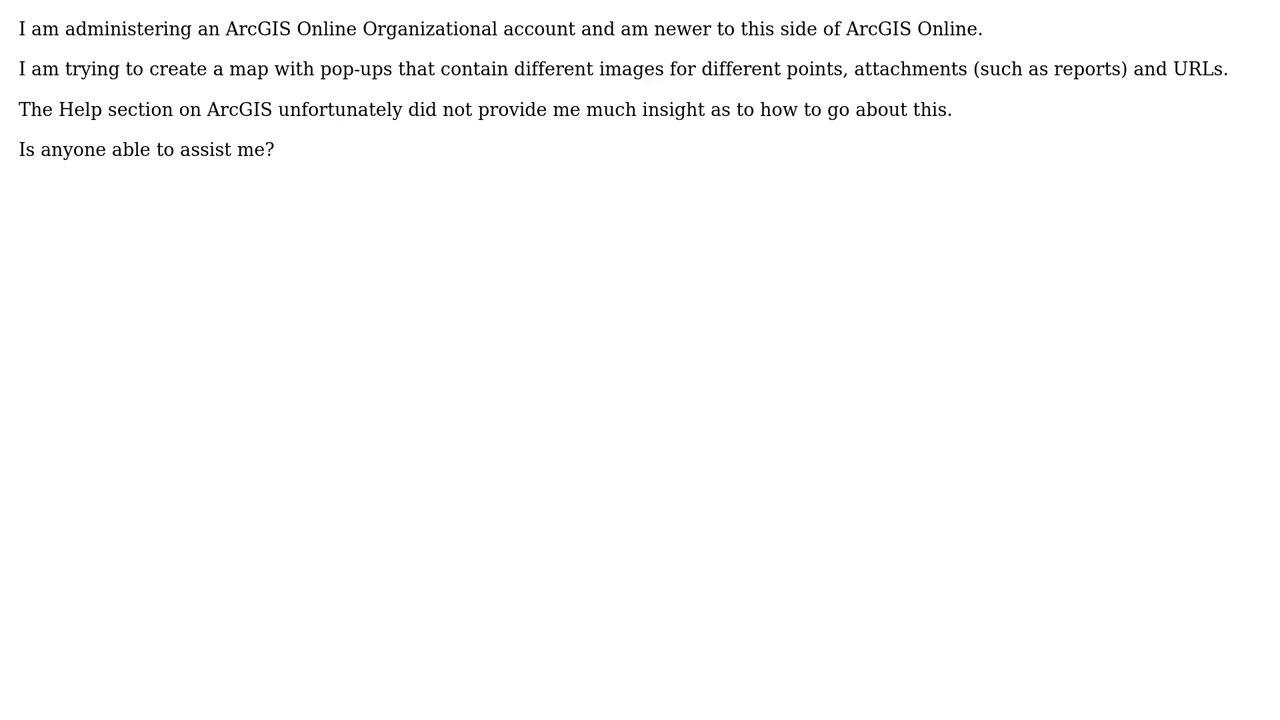 I am administering an ArcGIS Online Organizational account and am newer to this side of ArcGIS Online.
I am trying to create a map with pop-ups that contain different images for different points, attachments (such as reports) and URLs.
The Help section on ArcGIS unfortunately did not provide me much insight as to how to go about this.
Is anyone able to assist me?